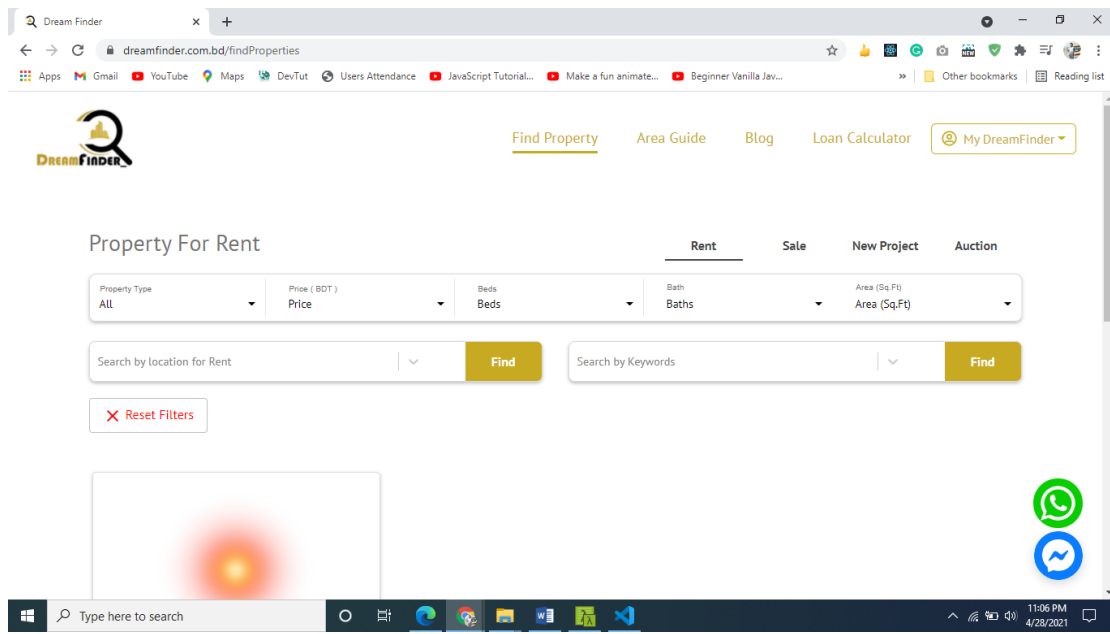 Dream Finder
dreamfinder.com.bd/findProperties
Apps Gmail YouTube Maps DevTut Users Attendance JavaScript Tutorial... Make a fun animate... Beginner Vanilla Jav... » Other bookmarks Reading list
DREAMFINDER
Find Property Area Guide Blog Loan Calculator My DreamFinder
Property For Rent
Rent Sale New Project Auction
Property Type Price ( BDT ) Beds Bath Area (Sq.Ft)
All Price Beds Baths Area (Sq.Ft)
Search by location for Rent Find Search by Keywords Find
Reset Filters
Type here to search
11:06 PM
4/28/2021